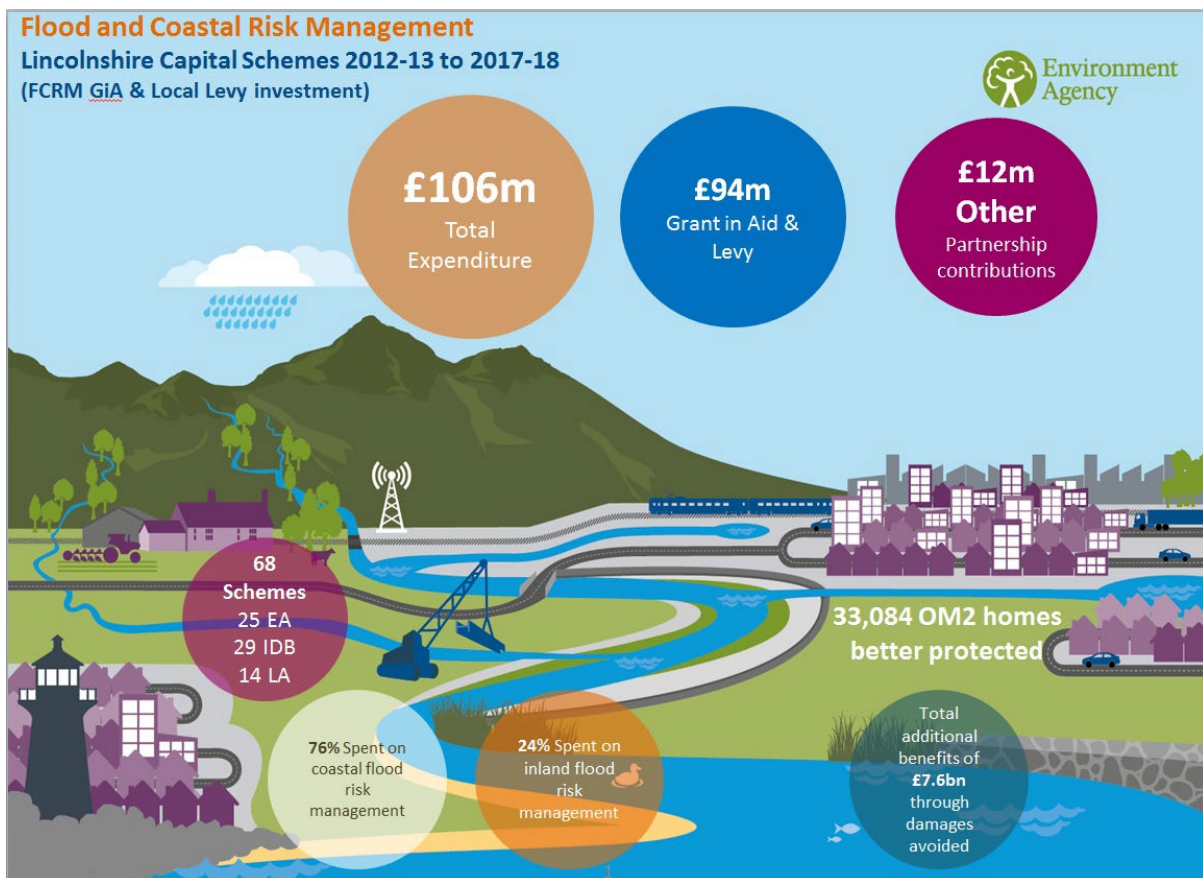 Flood and Coastal Risk Management
Lincolnshire Capital Schemes 2012-13 to 2017-18
(FCRM GiA & Local Levy investment)
Environment
Agency
£106m
Total
Expenditure
£94m
Grant in Aid &
Levy
£12m
Other
Partnership
contributions
68
Schemes
25 EA
29 IDB
14 LA
33,084 OM2 homes
better protected
76% Spent on
coastal flood
risk
management
24% Spent on
inland flood
risk
management
Total
additional
benefits of
£7.6bn
through
damages
avoided
1